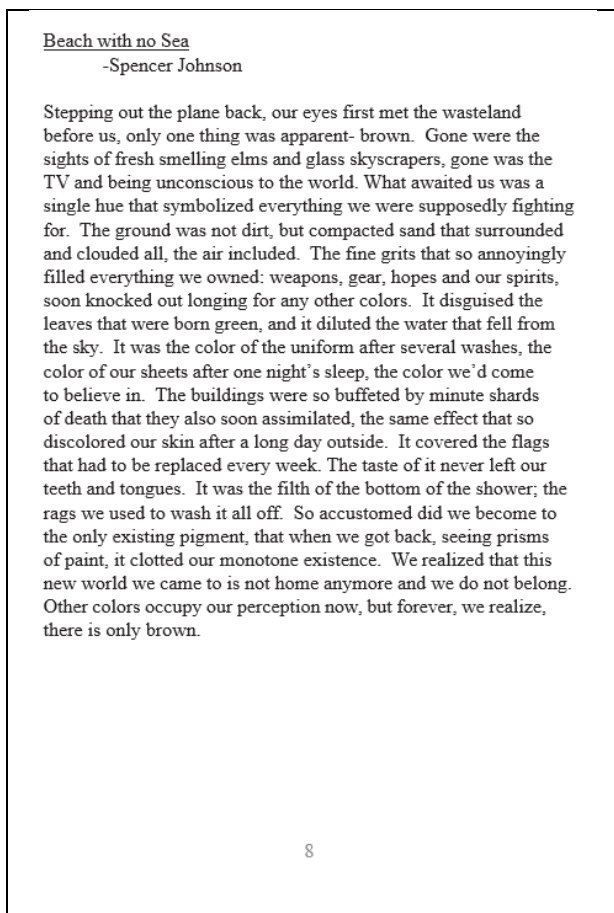 Beach with no Sea
-Spencer Johnson
Stepping out the plane back, our eyes first met the wasteland
before us, only one thing was apparent- brown.  Gone were the
sights of fresh smelling elms and glass skyscrapers, gone was the
TV and being unconscious to the world. What awaited us was a
single hue that symbolized everything we were supposedly fighting
for.  The ground was not dirt, but compacted sand that surrounded
and clouded all, the air included.  The fine grits that so annoyingly
filled everything we owned: weapons, gear, hopes and our spirits,
soon knocked out longing for any other colors.  It disguised the
leaves that were born green, and it diluted the water that fell from
the sky.  It was the color of the uniform after several washes, the
color of our sheets after one night’s sleep, the color we’d come
to believe in.  The buildings were so buffeted by minute shards
of death that they also soon assimilated, the same effect that so
discolored our skin after a long day outside.  It covered the flags
that had to be replaced every week. The taste of it never left our
teeth and tongues.  It was the filth of the bottom of the shower; the
rags we used to wash it all off.  So accustomed did we become to
the only existing pigment, that when we got back, seeing prisms
of paint, it clotted our monotone existence.  We realized that this
new world we came to is not home anymore and we do not belong.
Other colors occupy our perception now, but forever, we realize,
there is only brown.
8